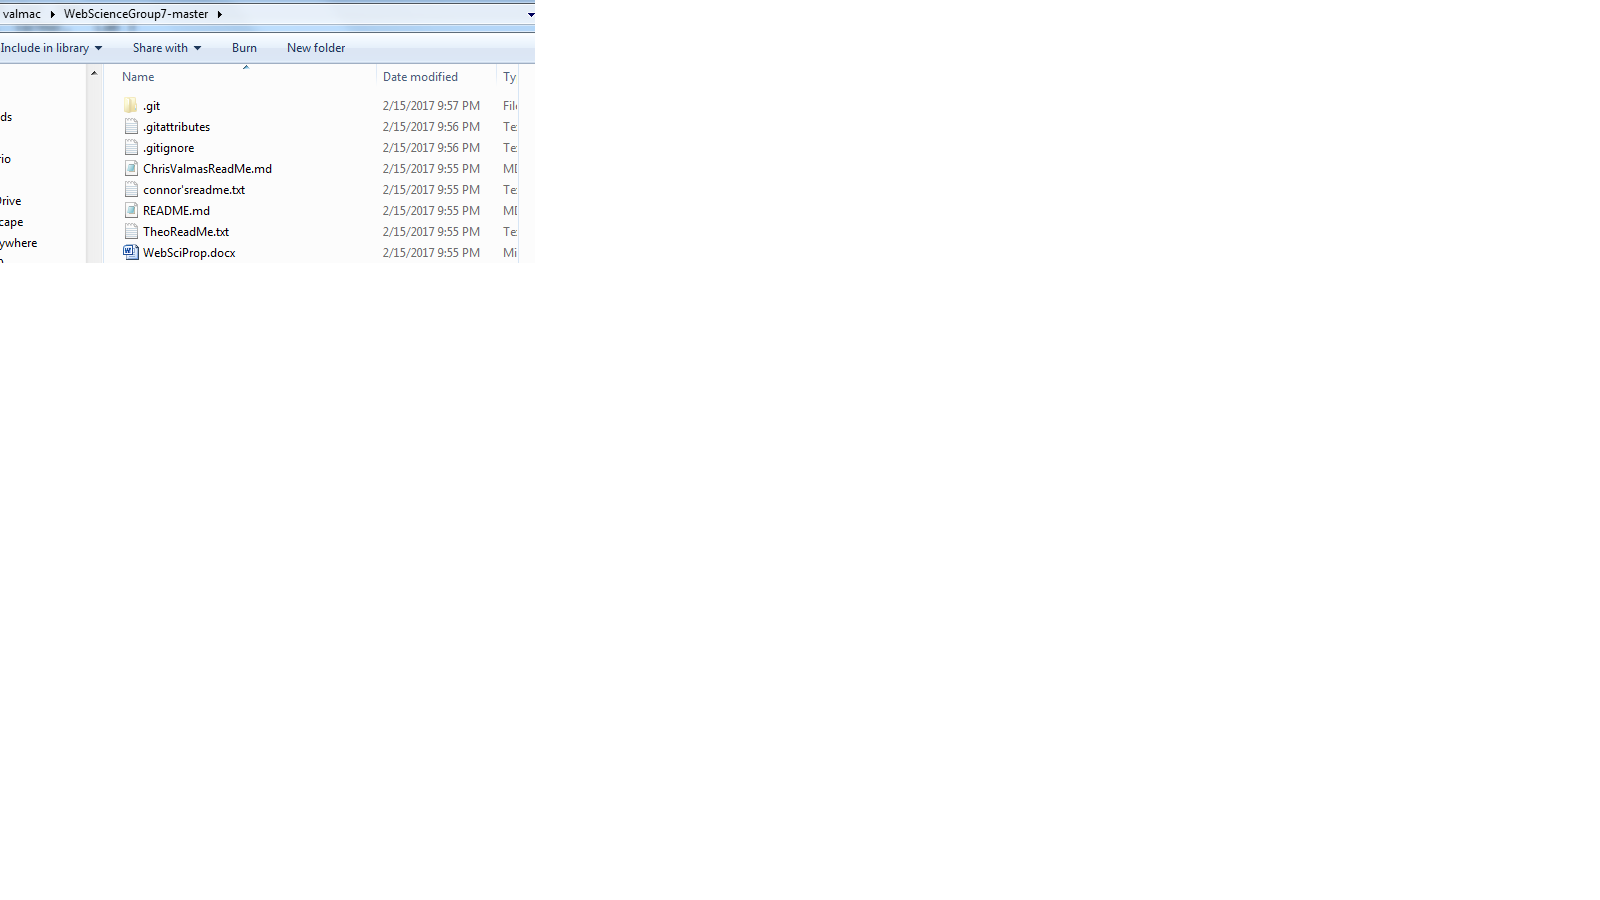 valmac WebScienceGroup7-master
Include in library Share with Burn New folder
Name Date modified Ty
.git 2/15/2017 9:57 PM File
ds
.gitattributes 2/15/2017 9:56 PM Te
.gitignore 2/15/2017 9:56 PM Te
rio
ChrisValmasReadMe.md 2/15/2017 9:55 PM MD
connor'sreadme.txt 2/15/2017 9:55 PM Te
Drive
README.md 2/15/2017 9:55 PM MD
cape
TheoReadMe.txt 2/15/2017 9:55 PM Te
ywhere
WebSciProp.docx 2/15/2017 9:55 PM Mi